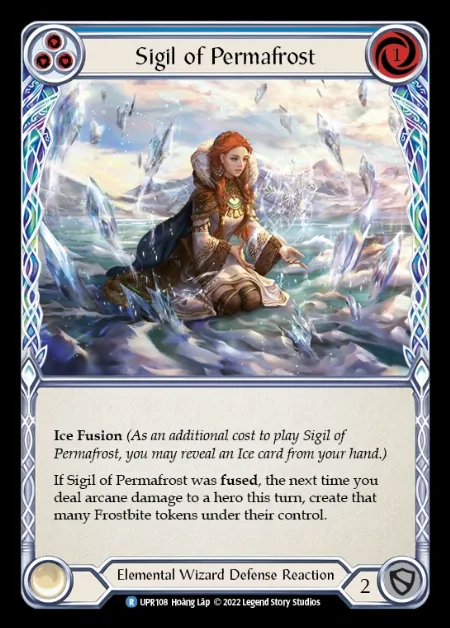 Sigil of Permafrost
1
Ice Fusion (As an additional cost to play Sigil of
Permafrost, you may reveal an Ice card from your hand.)
If Sigil of Permafrost was fused, the next time you
deal arcane damage to a hero this turn, create that
many Frostbite tokens under their control.
Elemental Wizard Defense Reaction
2
R UPR108 Hoàng Lập © 2022 Legend Story Studios